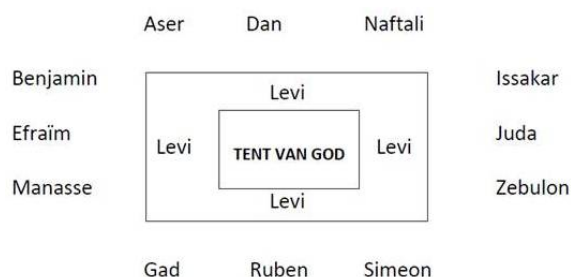 Aser Dan Naftali
Benjamin Issakar
Levi
Efraïm Levi TENT VAN GOD Levi Juda
Manasse Zebulon
Levi
Gad Ruben Simeon